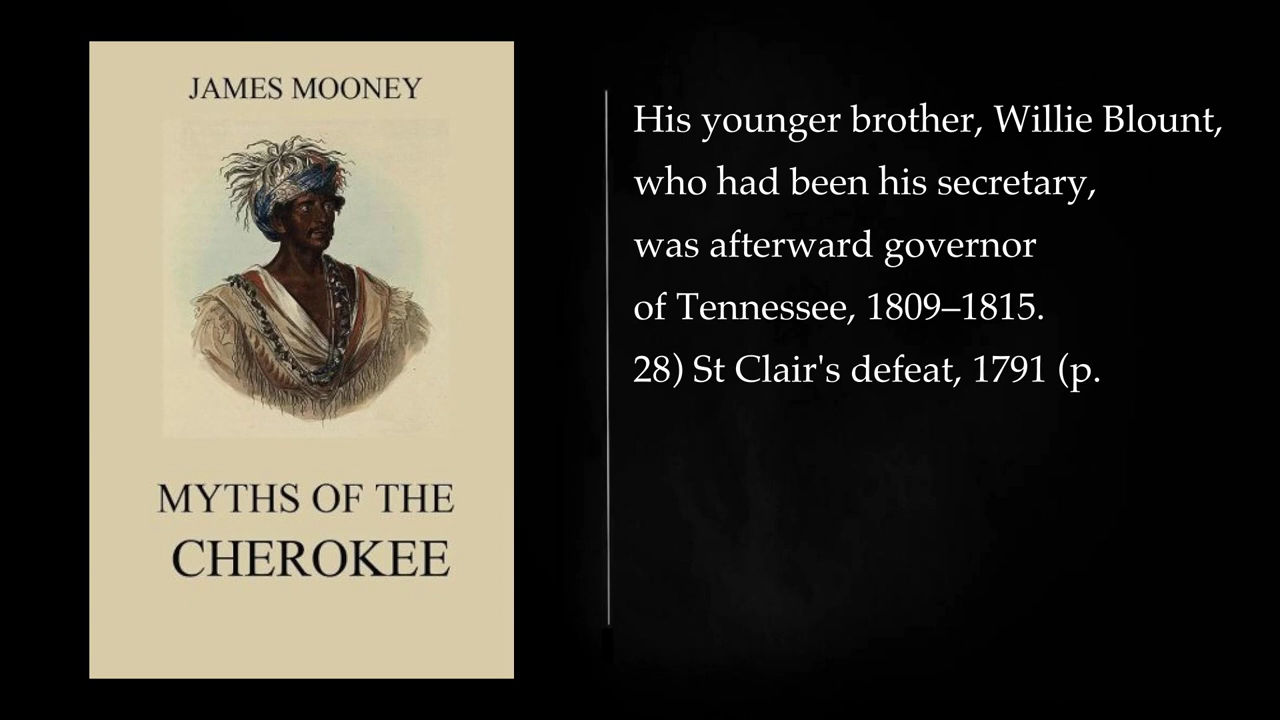 JAMES MOONEY
MYTHS OF THE
CHEROKEE
His younger brother, Willie Blount,
who had been his secretary,
was afterward governor
of Tennessee, 1809–1815.
28) St Clair's defeat, 1791 (p.